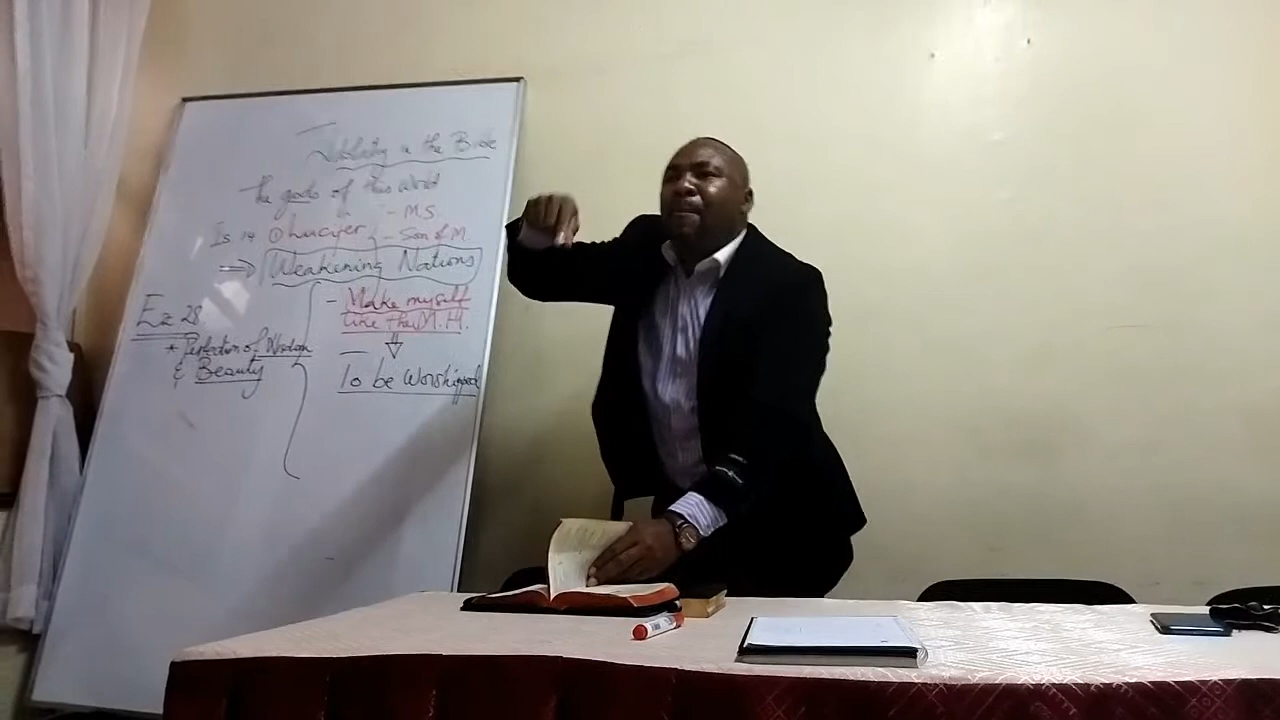 Idolatry in the Bible
The gods of this World
Is 14 ① Lucifer - M.S.
- Son of M.
⇒ Weakening Nations
Ez 28
* Perfection of Wisdom
& Beauty
- Make myself
like the M.H.
⇓
To be Worshipped